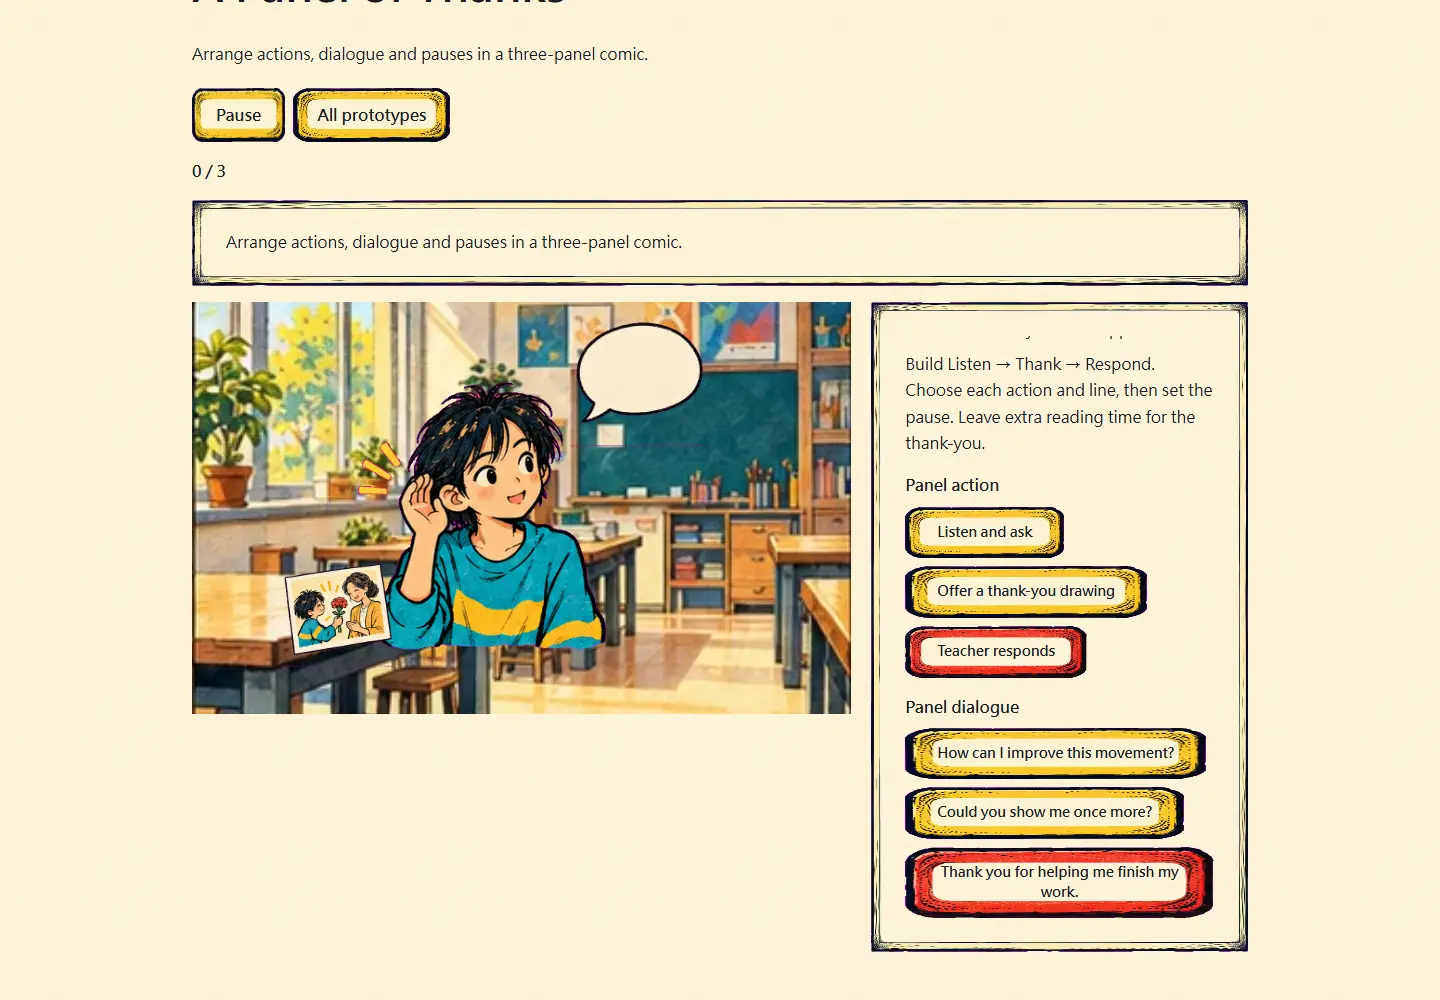 A Panel of Thanks
Arrange actions, dialogue and pauses in a three-panel comic.
Pause
All prototypes
0 / 3
Arrange actions, dialogue and pauses in a three-panel comic.
Build Listen → Thank → Respond.
Choose each action and line, then set the
pause. Leave extra reading time for the
thank-you.
Panel action
Listen and ask
Offer a thank-you drawing
Teacher responds
Panel dialogue
How can I improve this movement?
Could you show me once more?
Thank you for helping me finish my
work.